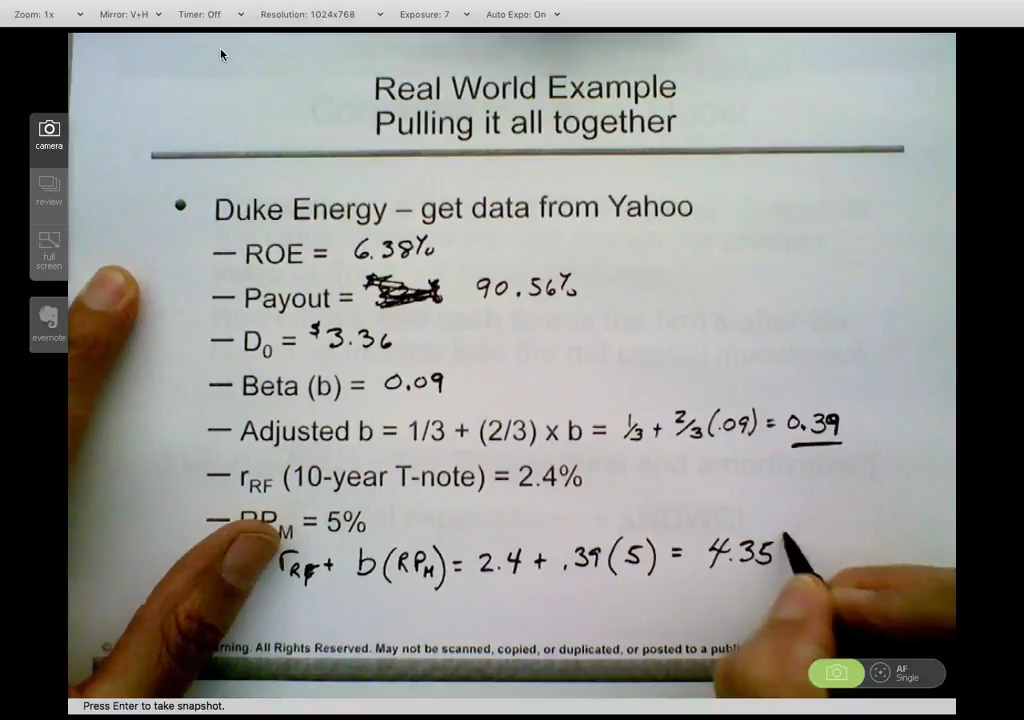 Zoom: 1x Mirror: V+H Timer: Off Resolution: 1024x768 Exposure: 7 Auto Expo: On
camera
review
full screen
evernote
Real World Example
Pulling it all together
• Duke Energy – get data from Yahoo
– ROE = 6.38%
– Payout = 90.56%
– D0 = $3.36
– Beta (b) = 0.09
– Adjusted b = 1/3 + (2/3) x b = 1/3 + 2/3 (.09) = 0.39
– rRF (10-year T-note) = 2.4%
– RPM = 5%
rRF + b (RPM) = 2.4 + .39 (5) = 4.35
All Rights Reserved. May not be scanned, copied, or duplicated, or posted to a
AF
Single
Press Enter to take snapshot.